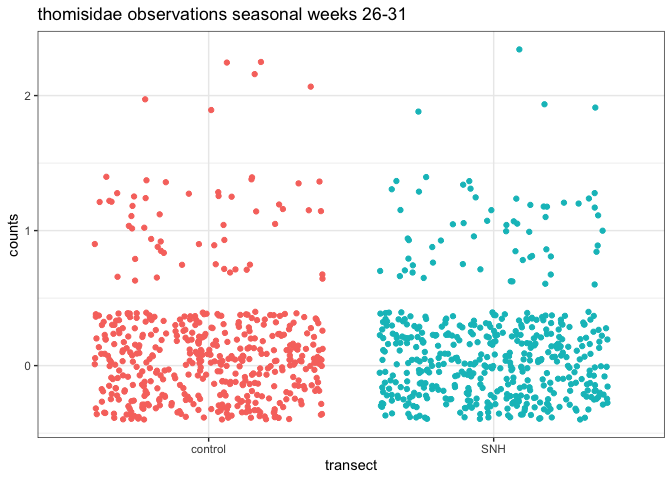 thomisidae observations seasonal weeks 26-31
counts
2
1
0
control SNH
transect